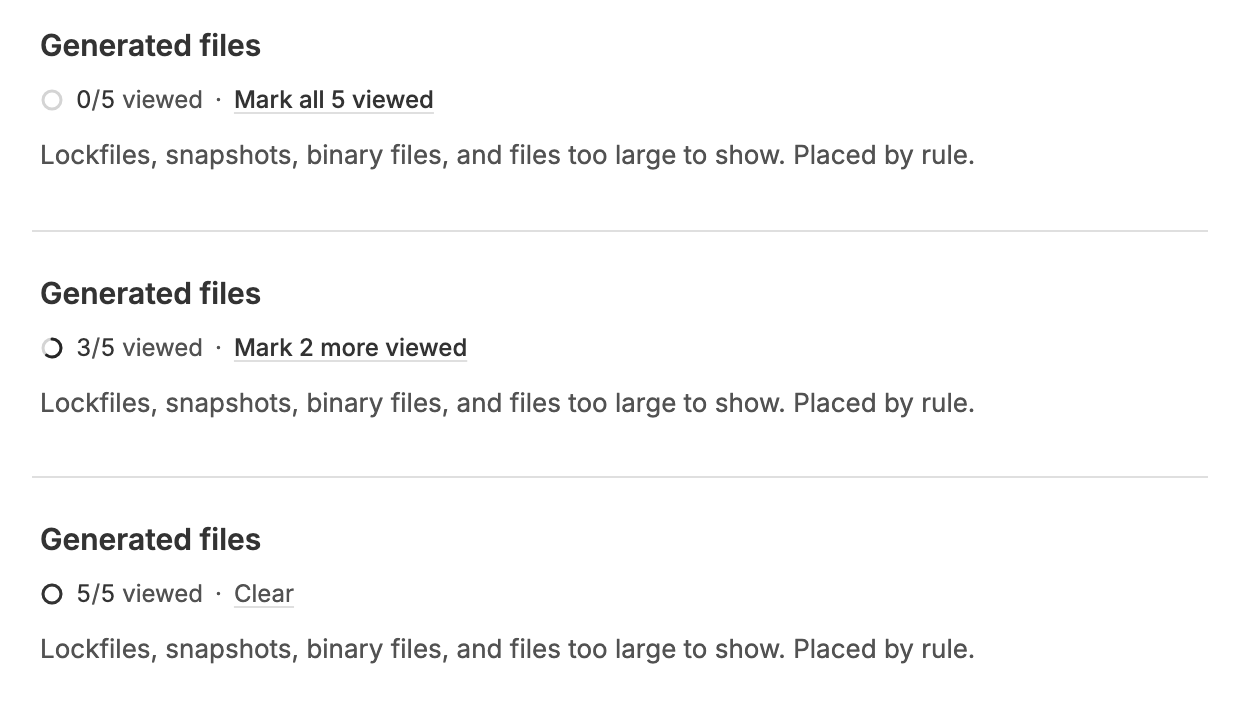 Generated files
0/5 viewed · Mark all 5 viewed
Lockfiles, snapshots, binary files, and files too large to show. Placed by rule.
Generated files
3/5 viewed · Mark 2 more viewed
Lockfiles, snapshots, binary files, and files too large to show. Placed by rule.
Generated files
5/5 viewed · Clear
Lockfiles, snapshots, binary files, and files too large to show. Placed by rule.